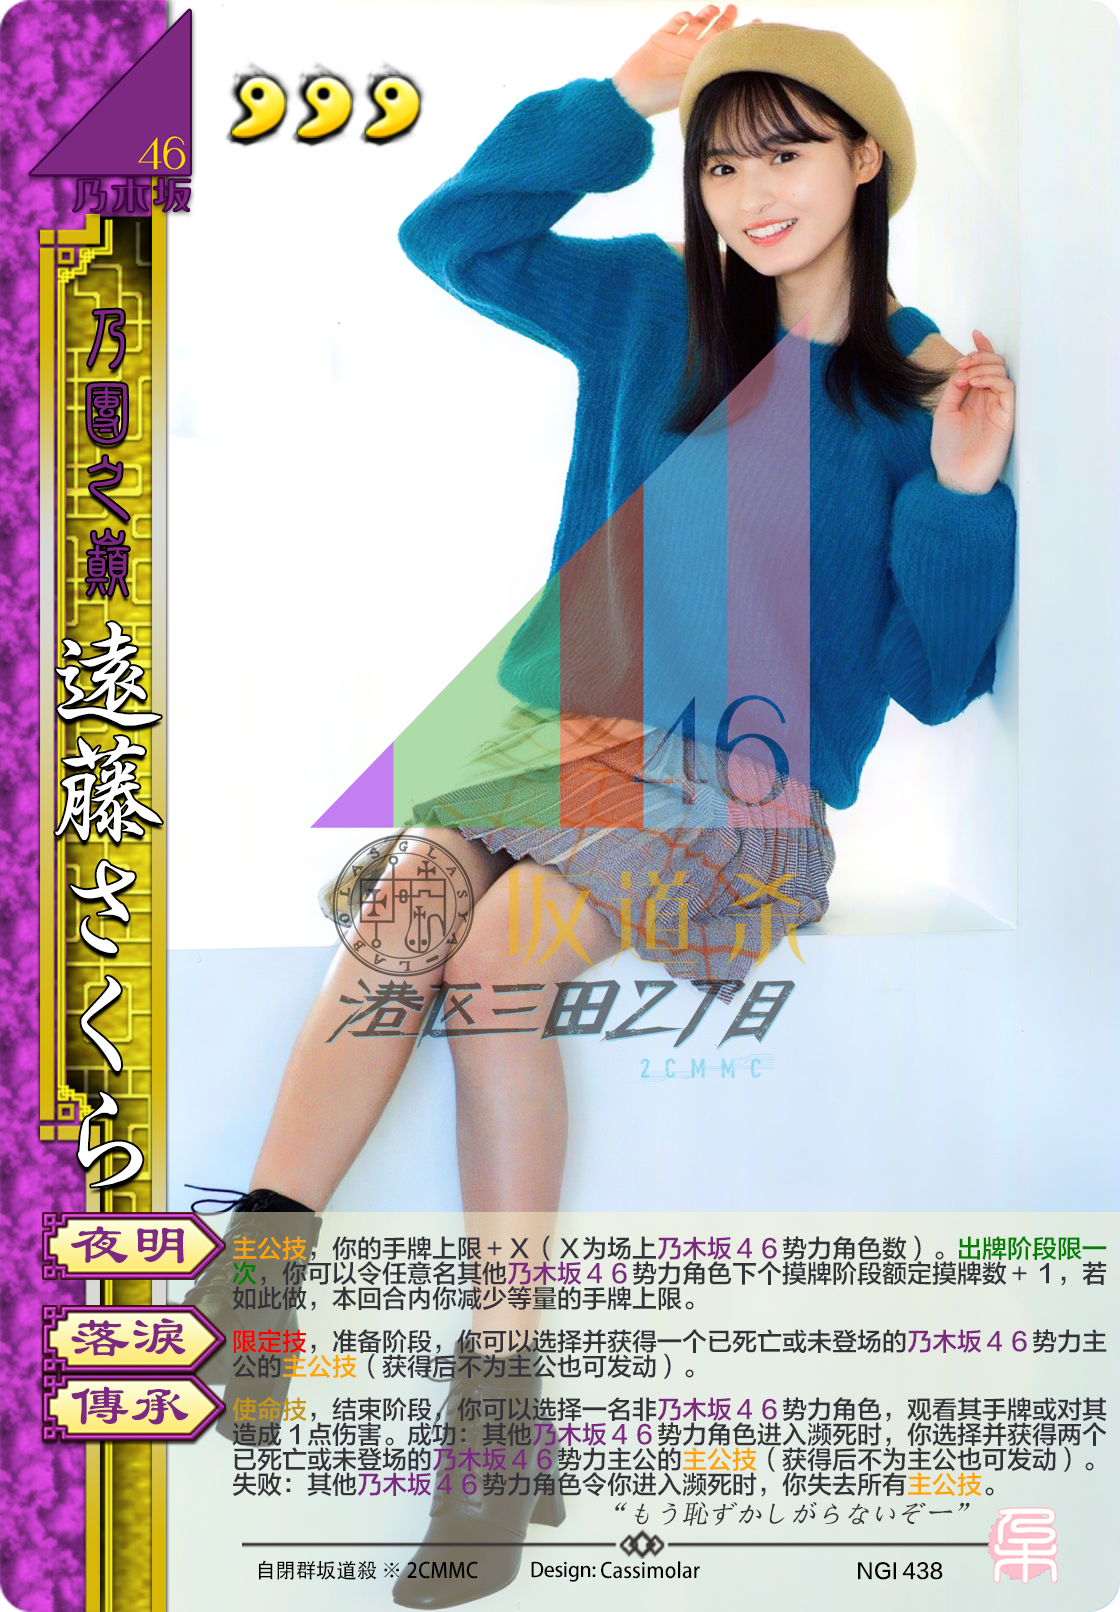 46
乃木坂
乃團之巔
遠藤さくら
46
GLASYALABOLAS
坂道杀
港区三田乙丁目
2CMMC
夜明
主公技，你的手牌上限＋Ｘ（Ｘ为场上乃木坂４６势力角色数）。出牌阶段限一
次，你可以令任意名其他乃木坂４６势力角色下个摸牌阶段额定摸牌数＋１，若
如此做，本回合内你减少等量的手牌上限。
落淚
限定技，准备阶段，你可以选择并获得一个已死亡或未登场的乃木坂４６势力主
公的主公技（获得后不为主公也可发动）。
傳承
使命技，结束阶段，你可以选择一名非乃木坂４６势力角色，观看其手牌或对其
造成１点伤害。成功：其他乃木坂４６势力角色进入濒死时，你选择并获得两个
已死亡或未登场的乃木坂４６势力主公的主公技（获得后不为主公也可发动）。
失败：其他乃木坂４６势力角色令你进入濒死时，你失去所有主公技。
“もう恥ずかしがらないぞー”
自閉群坂道殺 ※ 2CMMC
Design: Cassimolar
NGI 438